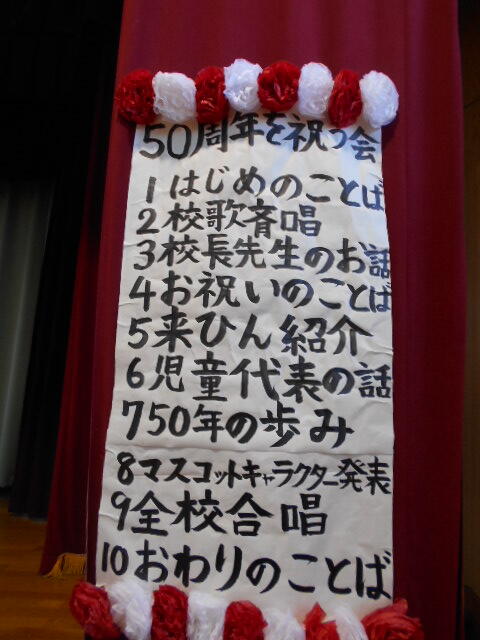 50周年を祝う会
1はじめのことば
2校歌斉唱
3校長先生のお話
4お祝いのことば
5来ひん紹介
6児童代表の話
750年の歩み
8マスコットキャラクター発表
9全校合唱
10おわりのことば